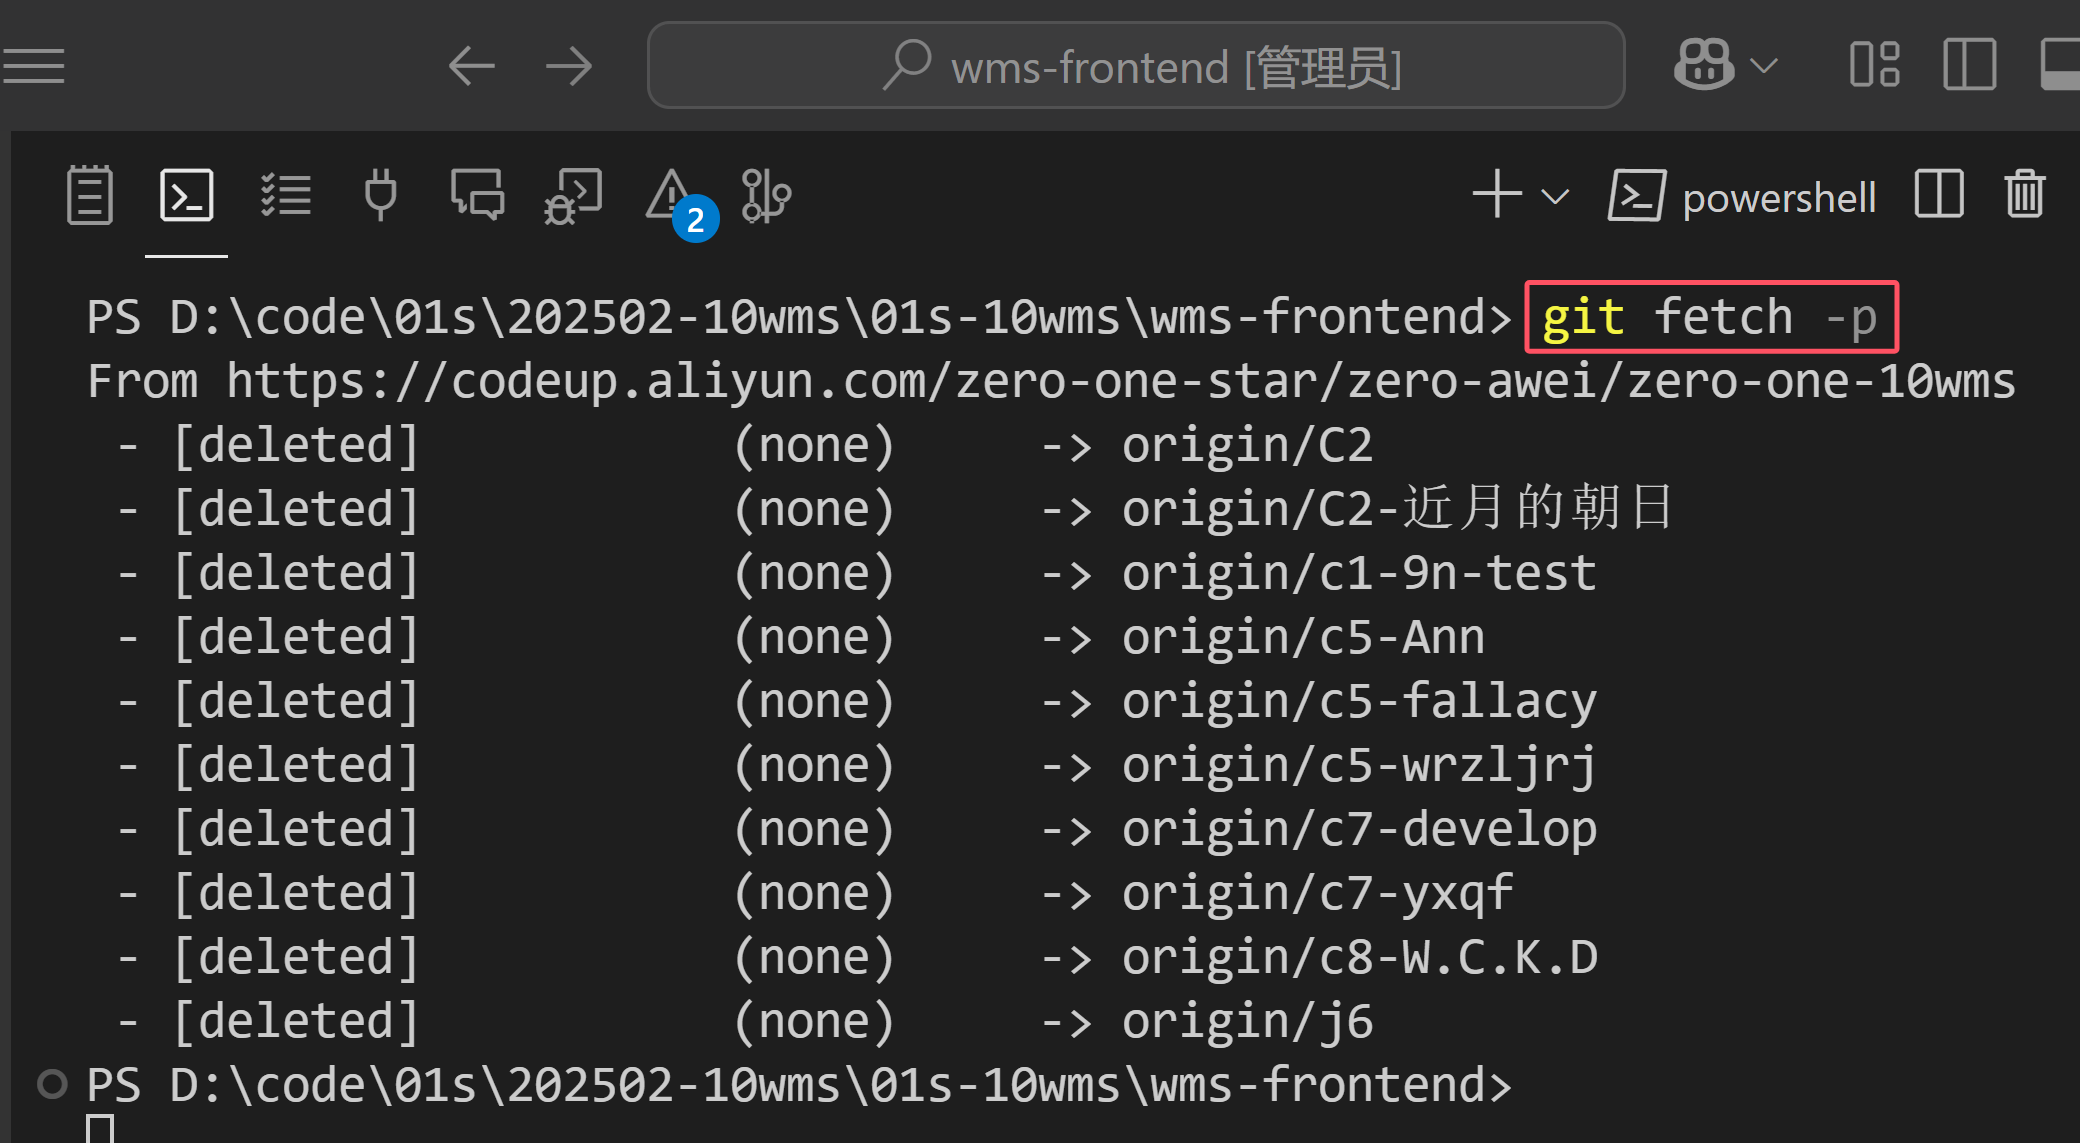 wms-frontend [管理员]
2
powershell
PS D:\code\01s\202502-10wms\01s-10wms\wms-frontend> git fetch -p
From https://codeup.aliyun.com/zero-one-star/zero-awei/zero-one-10wms
 - [deleted]           (none)     -> origin/C2
 - [deleted]           (none)     -> origin/C2-近月的朝日
 - [deleted]           (none)     -> origin/c1-9n-test
 - [deleted]           (none)     -> origin/c5-Ann
 - [deleted]           (none)     -> origin/c5-fallacy
 - [deleted]           (none)     -> origin/c5-wrzljrj
 - [deleted]           (none)     -> origin/c7-develop
 - [deleted]           (none)     -> origin/c7-yxqf
 - [deleted]           (none)     -> origin/c8-W.C.K.D
 - [deleted]           (none)     -> origin/j6
PS D:\code\01s\202502-10wms\01s-10wms\wms-frontend>